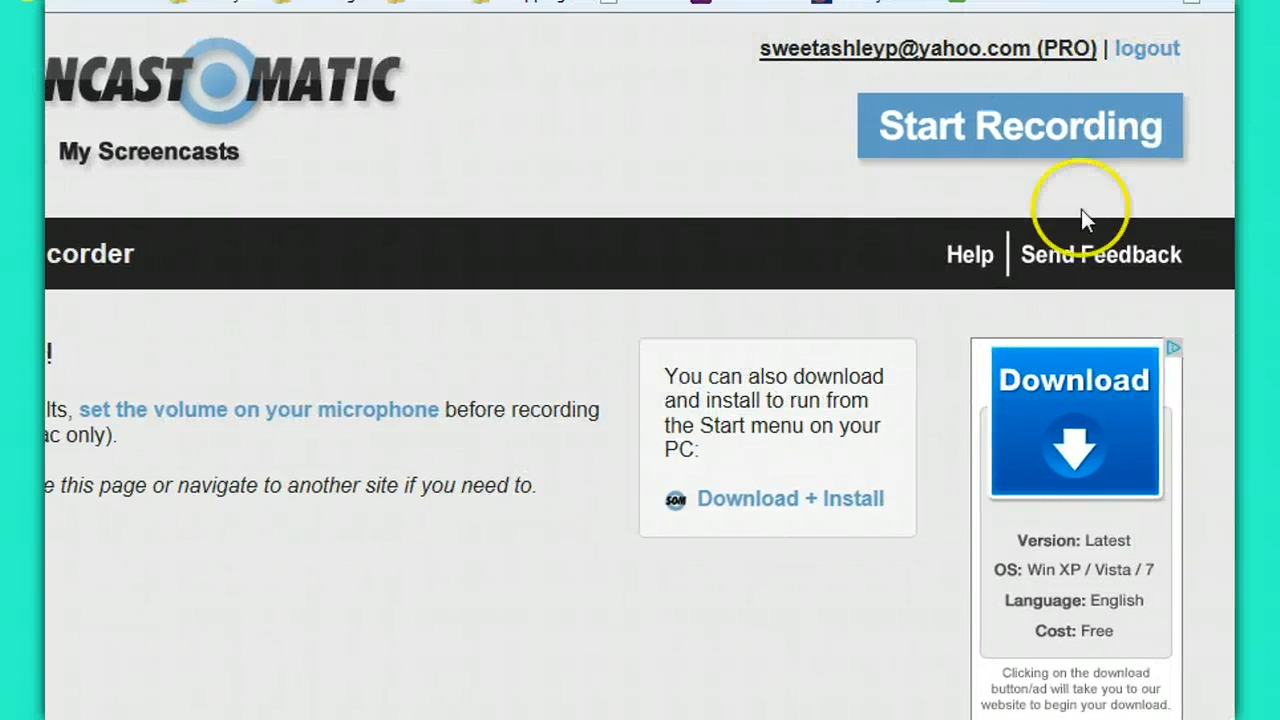 sweetashleyp@yahoo.com (PRO) | logout
NCAST MATIC
Start Recording
My Screencasts
corder
Help
Send Feedback
!
lts, set the volume on your microphone before recording
ac only).
e this page or navigate to another site if you need to.
You can also download
and install to run from
the Start menu on your
PC:
SOM Download + Install
Download
Version: Latest
OS: Win XP / Vista / 7
Language: English
Cost: Free
Clicking on the download
button/ad will take you to our
website to begin your download.